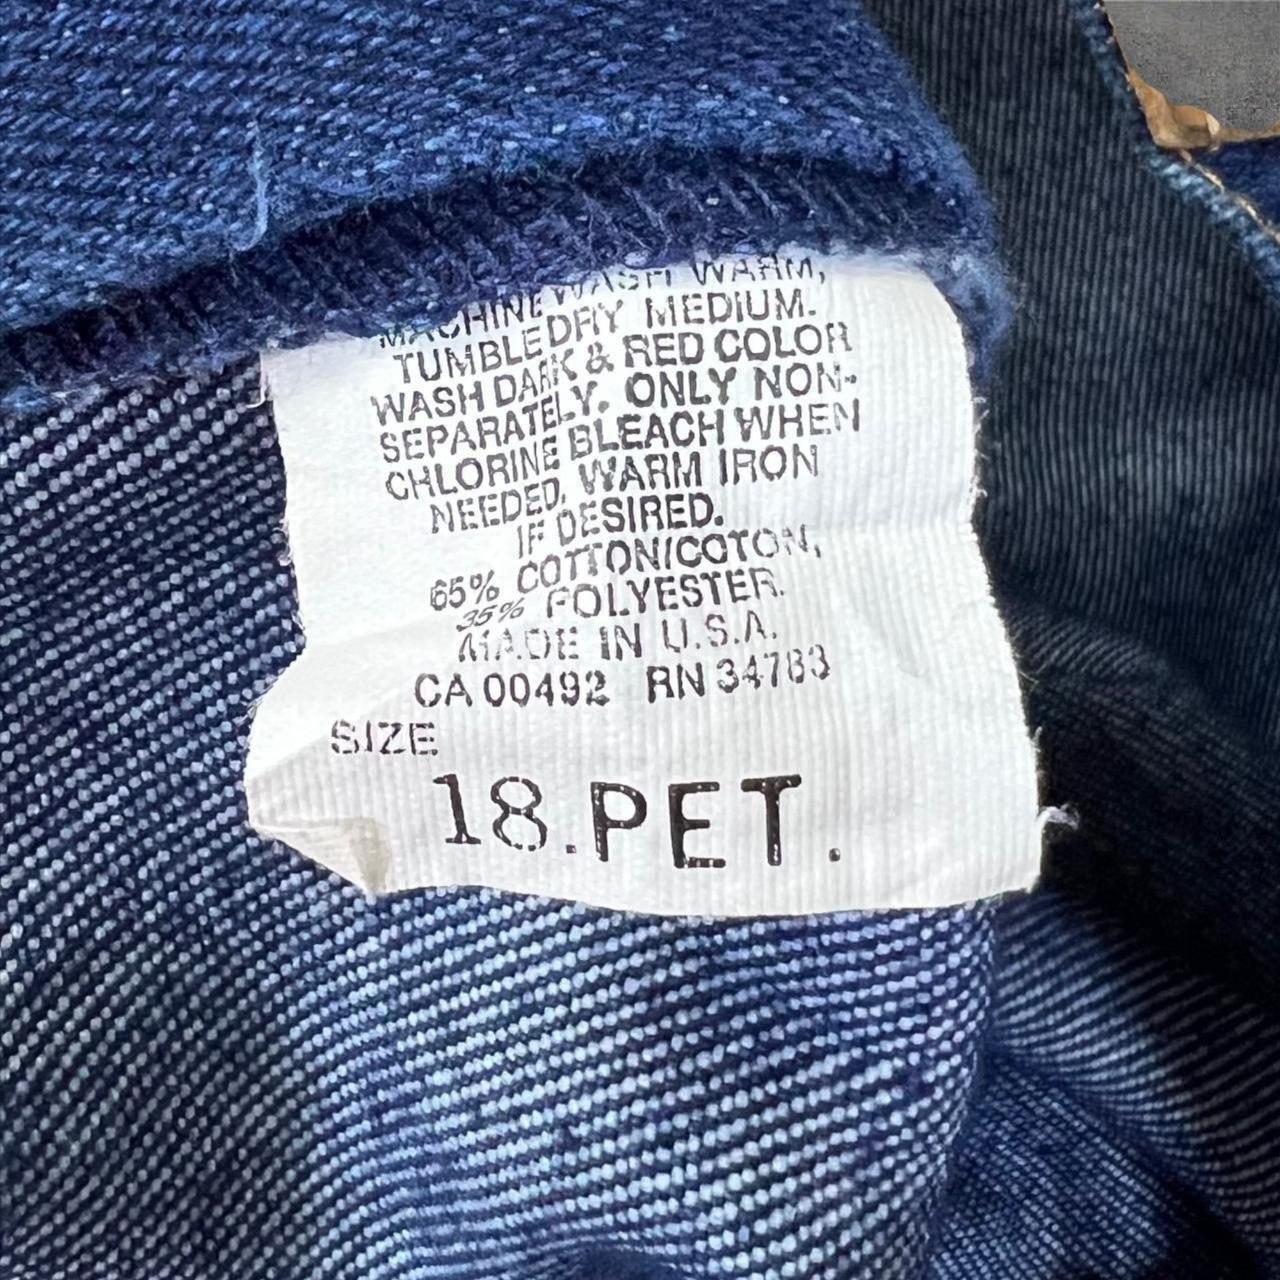 MACHINE WASH WARM,
TUMBLE DRY MEDIUM.
WASH DARK & RED COLOR
SEPARATELY. ONLY NON-
CHLORINE BLEACH WHEN
NEEDED. WARM IRON
IF DESIRED.
65% COTTON/COTON,
35% POLYESTER.
MADE IN U.S.A.
CA 00492 RN 34783
SIZE
18.PET.